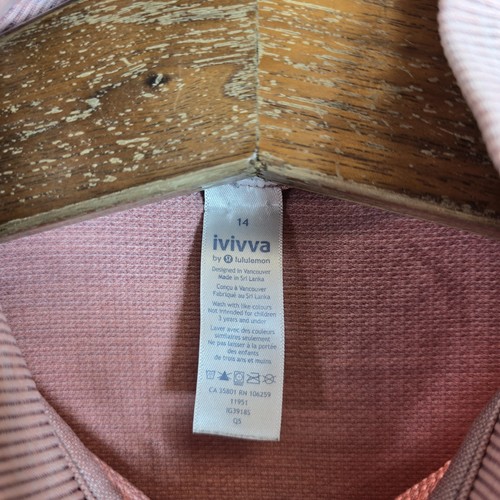 14
ivivva
by lululemon
Designed in Vancouver
Made in Sri Lanka
Conçu à Vancouver
Fabriqué au Sri Lanka
Wash with like colours
Not intended for children
3 years and under
Laver avec des couleurs
similaires seulement
Ne pas laisser à la portée
des enfants
de trois ans et moins
CA 35801 RN 106259
11951
IG3918S
QS